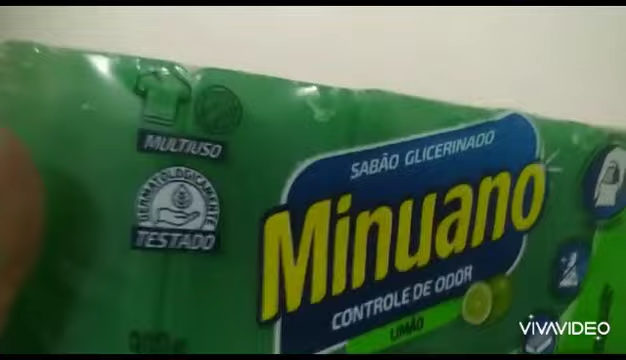 MULTIUSO
DERMATOLOGICAMENTE
TESTADO
SABÃO GLICERINADO
Minuano
CONTROLE DE ODOR
LIMÃO
VIVAVIDEO